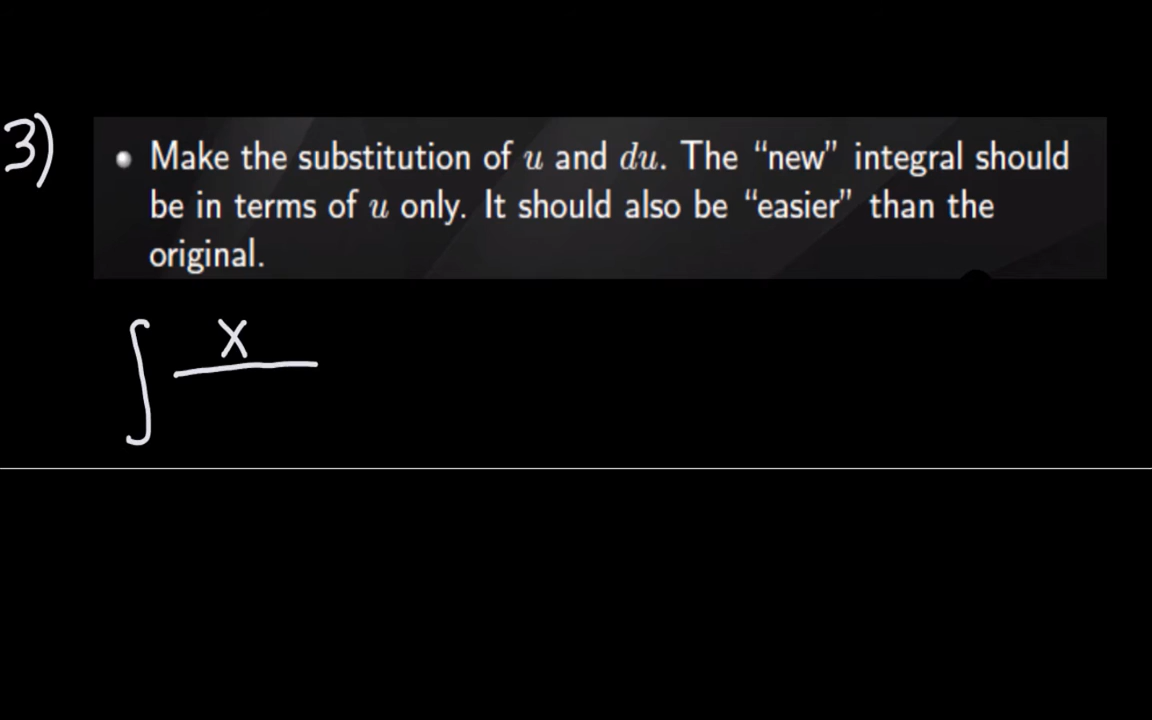 3)
• Make the substitution of u and du. The “new” integral should
be in terms of u only. It should also be “easier” than the
original.
∫ x